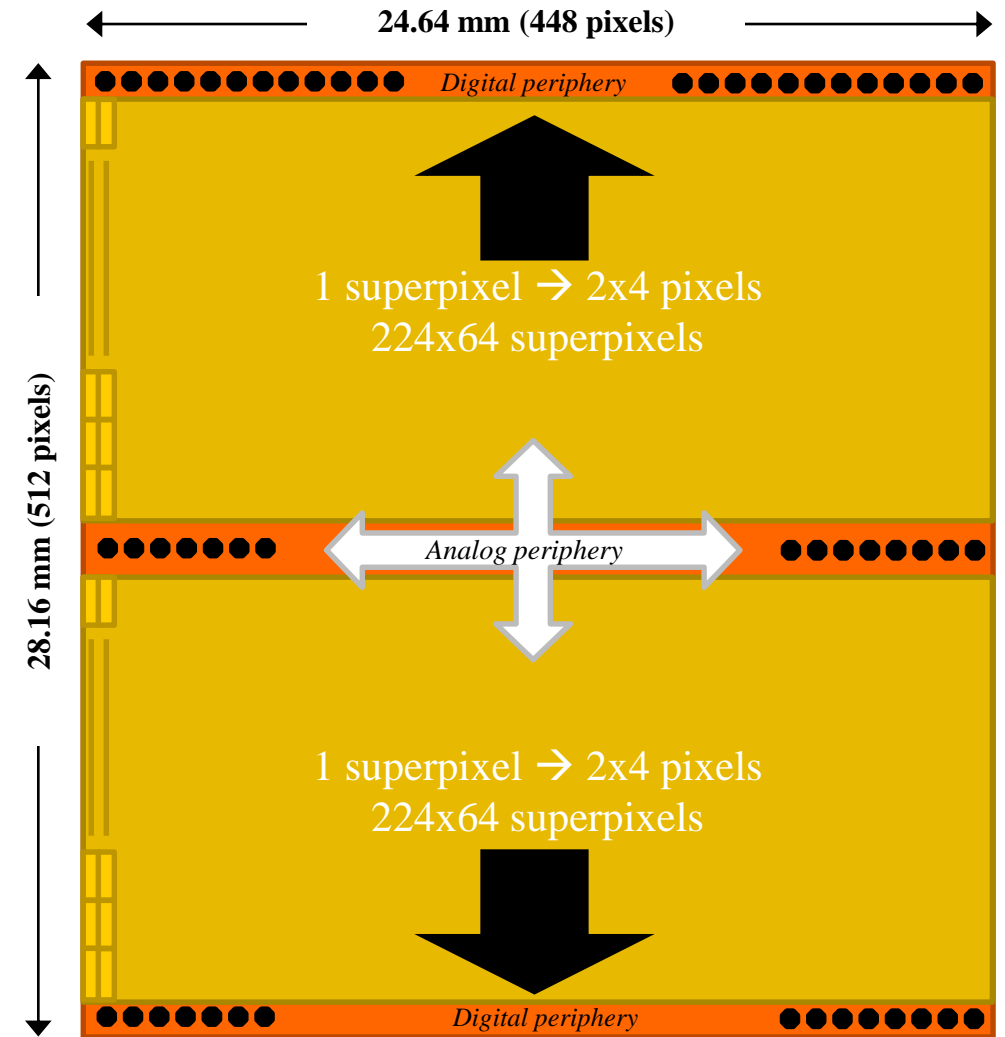 24.64 mm (448 pixels)
Digital periphery
1 superpixel → 2x4 pixels
224x64 superpixels
28.16 mm (512 pixels)
Analog periphery
1 superpixel → 2x4 pixels
224x64 superpixels
Digital periphery